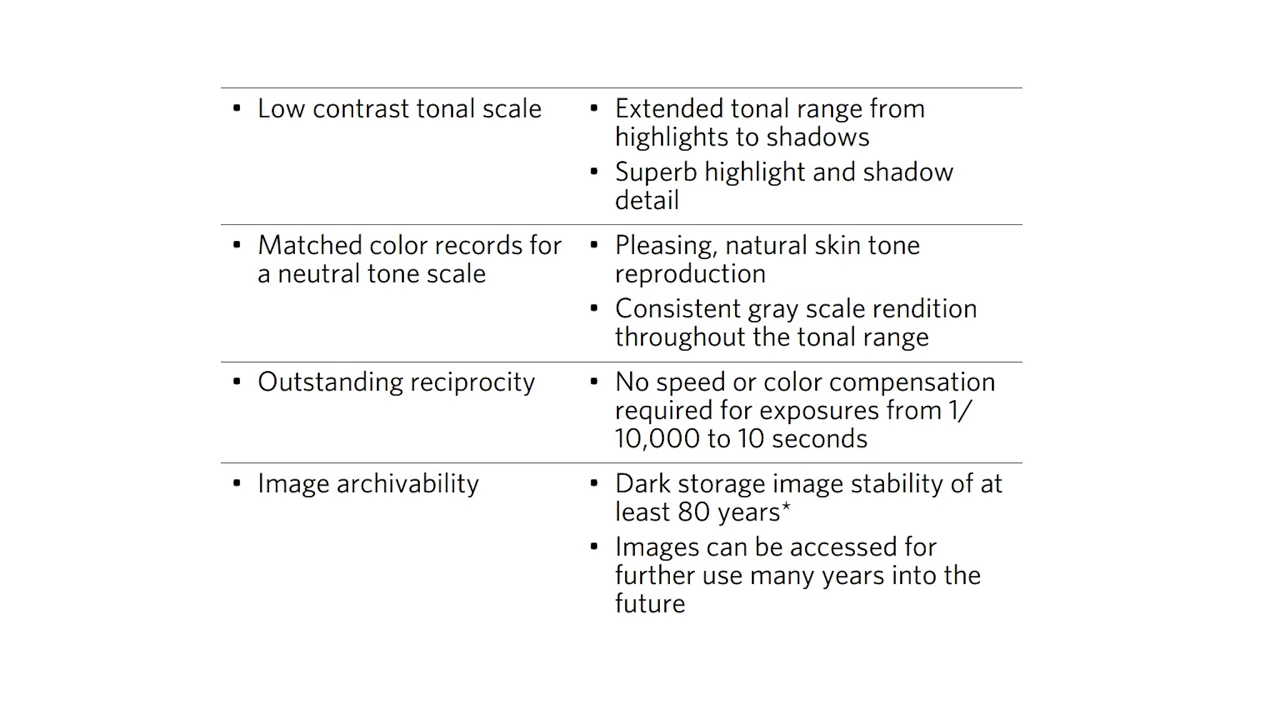 ▪ Low contrast tonal scale
▪ Extended tonal range from
highlights to shadows
▪ Superb highlight and shadow
detail
▪ Matched color records for
a neutral tone scale
▪ Pleasing, natural skin tone
reproduction
▪ Consistent gray scale rendition
throughout the tonal range
▪ Outstanding reciprocity
▪ No speed or color compensation
required for exposures from 1/
10,000 to 10 seconds
▪ Image archivability
▪ Dark storage image stability of at
least 80 years*
▪ Images can be accessed for
further use many years into the
future